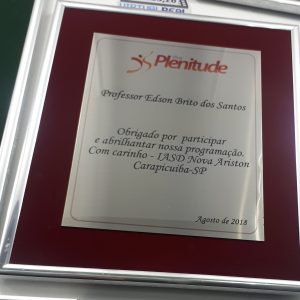 Plenitude
Professor Edson Brito dos Santos
Obrigado por participar
e abrilhantar nossa programação.
Com carinho - IASD Nova Ariston
Carapicuiba-SP
Agosto de 2018